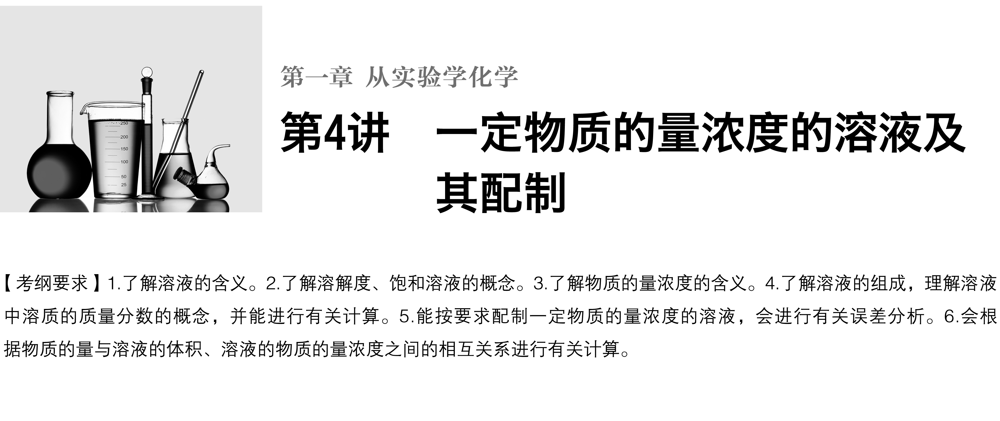 第一章 从实验学化学
第4讲 一定物质的量浓度的溶液及
其配制
250
200
150
100
50
25
【考纲要求】1.了解溶液的含义。2.了解溶解度、饱和溶液的概念。3.了解物质的量浓度的含义。4.了解溶液的组成，理解溶液
中溶质的质量分数的概念，并能进行有关计算。5.能按要求配制一定物质的量浓度的溶液，会进行有关误差分析。6.会根
据物质的量与溶液的体积、溶液的物质的量浓度之间的相互关系进行有关计算。